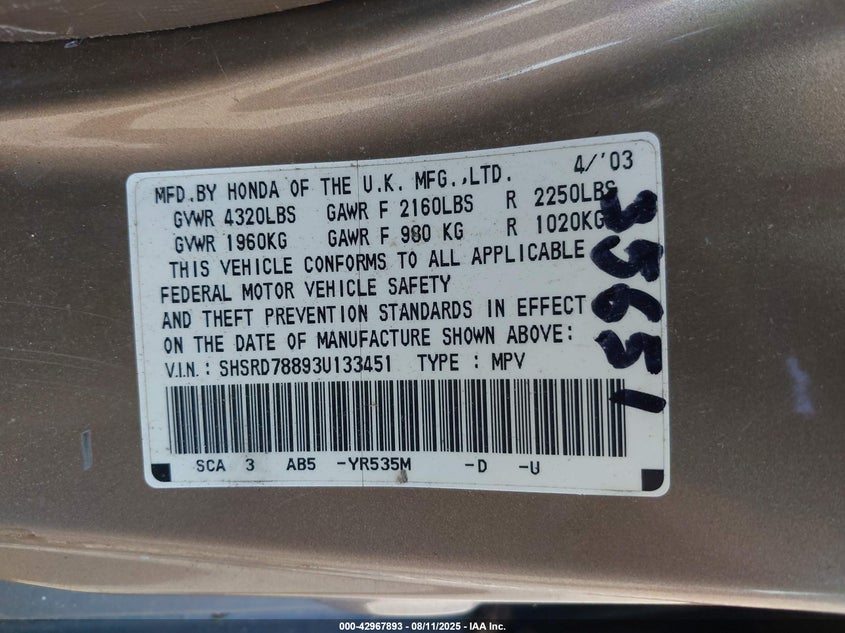 4/'03
MFD.BY HONDA OF THE U.K. MFG.,LTD.
GVWR 4320LBS GAWR F 2160LBS R 2250LBS
GVWR 1960KG GAWR F 980 KG R 1020KG
THIS VEHICLE CONFORMS TO ALL APPLICABLE
FEDERAL MOTOR VEHICLE SAFETY
AND THEFT PREVENTION STANDARDS IN EFFECT
ON THE DATE OF MANUFACTURE SHOWN ABOVE:
V.I.N.: SHSRD78893U133451 TYPE : MPV
SCA 3 AB5 -YR535M -D -U
000-42967893 - 08/11/2025 - IAA Inc.